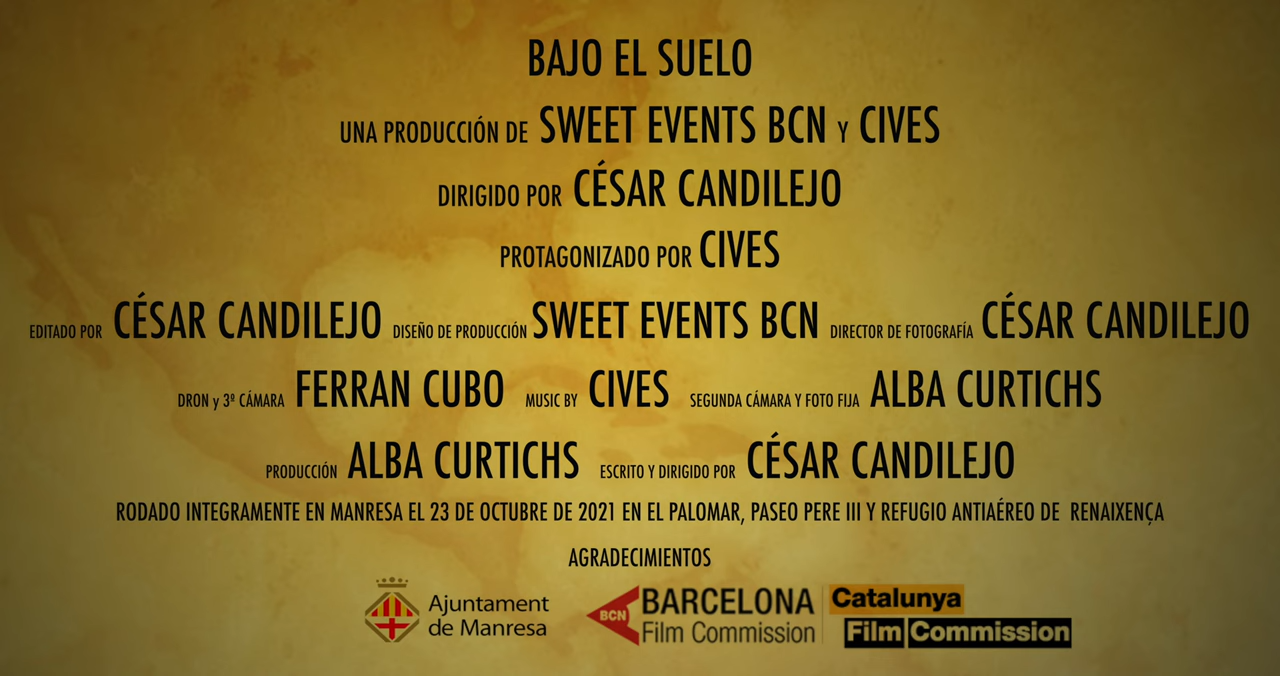 BAJO EL SUELO
UNA PRODUCCIÓN DE SWEET EVENTS BCN Y CIVES
DIRIGIDO POR CÉSAR CANDILEJO
PROTAGONIZADO POR CIVES
EDITADO POR CÉSAR CANDILEJO DISEÑO DE PRODUCCIÓN SWEET EVENTS BCN DIRECTOR DE FOTOGRAFÍA CÉSAR CANDILEJO
DRON y 3º CÁMARA FERRAN CUBO MUSIC BY CIVES SEGUNDA CÁMARA Y FOTO FIJA ALBA CURTICHS
PRODUCCIÓN ALBA CURTICHS ESCRITO Y DIRIGIDO POR CÉSAR CANDILEJO
RODADO INTEGRAMENTE EN MANRESA EL 23 DE OCTUBRE DE 2021 EN EL PALOMAR, PASEO PERE III Y REFUGIO ANTIAÉREO DE RENAIXENÇA
AGRADECIMIENTOS
Ajuntament
de Manresa
BCN
BARCELONA
Film Commission
Catalunya
Film Commission